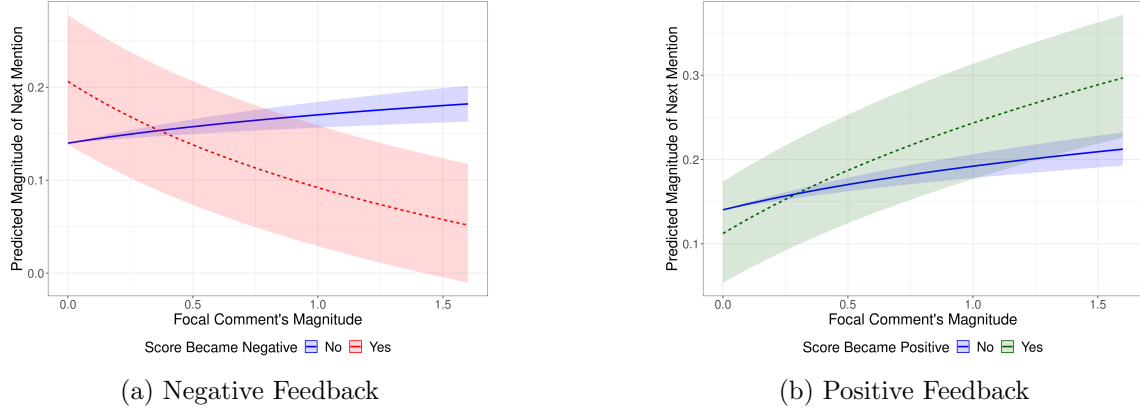 Predicted Magnitude of Next Mention
0.2
0.1
0.0
0.0 0.5 1.0 1.5
Focal Comment's Magnitude
Score Became Negative No Yes
(a) Negative Feedback
Predicted Magnitude of Next Mention
0.3
0.2
0.1
0.0 0.5 1.0 1.5
Focal Comment's Magnitude
Score Became Positive No Yes
(b) Positive Feedback